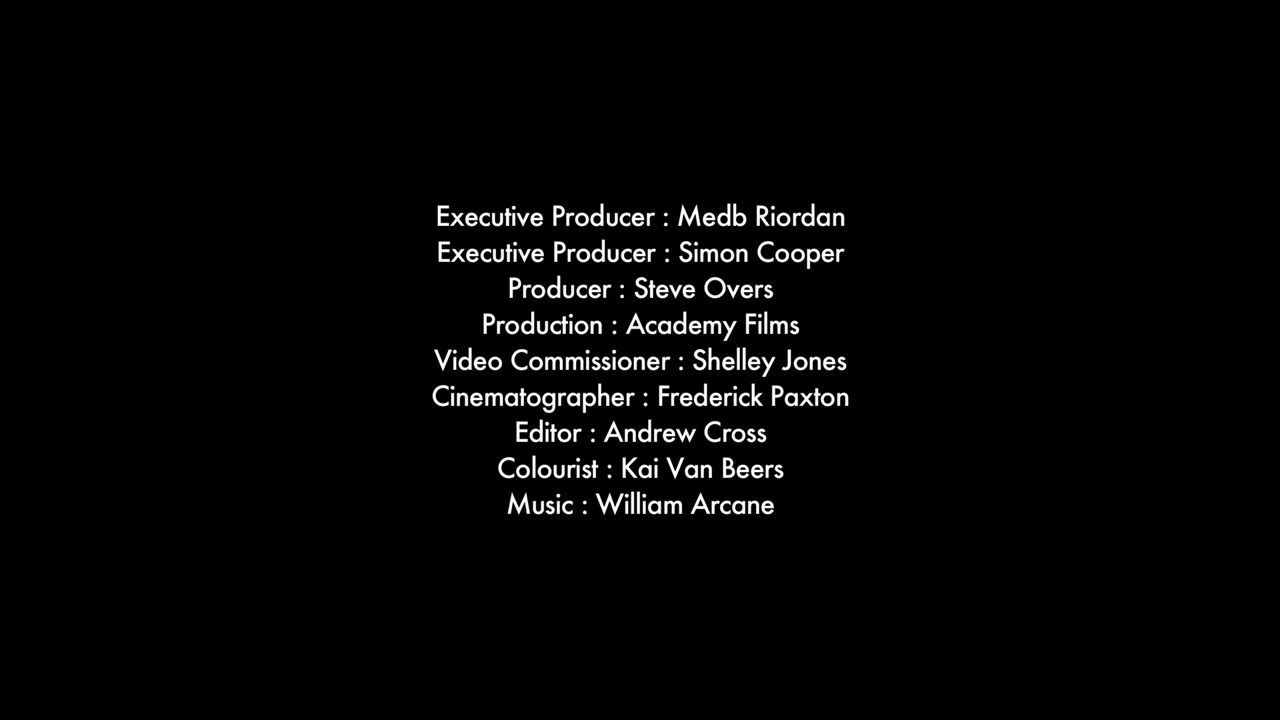 Executive Producer : Medb Riordan
Executive Producer : Simon Cooper
Producer : Steve Overs
Production : Academy Films
Video Commissioner : Shelley Jones
Cinematographer : Frederick Paxton
Editor : Andrew Cross
Colourist : Kai Van Beers
Music : William Arcane